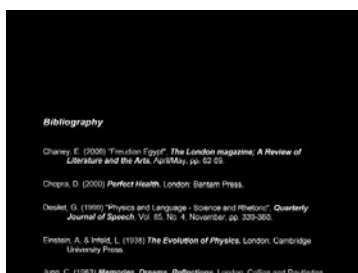 Bibliography
Chaney, E. (2006) "Freudian Egypt", The London magazine; A Review of
Literature and the Arts, April/May, pp. 62-69.
Chopra, D. (2000) Perfect Health. London: Bantam Press.
Desilet, G. (1999) "Physics and Language - Science and Rhetoric", Quarterly
Journal of Speech, Vol. 85, No. 4, November, pp. 339-360.
Einstein, A. & Infeld, L. (1938) The Evolution of Physics. London: Cambridge
University Press.
Jung, C. (1963) Memories, Dreams, Reflections. London: Collins and Routledge